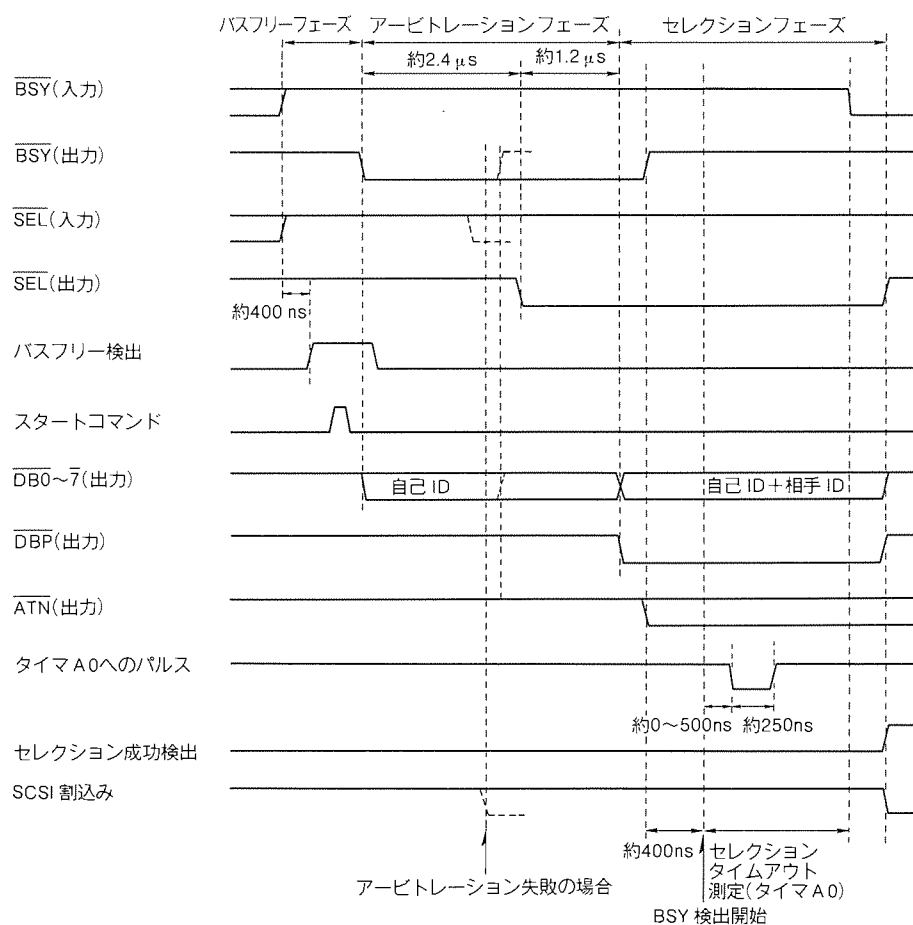 バスフリーフェーズ
アービトレーションフェーズ
セレクションフェーズ
約2.4 μs
約1.2 μs
BSY(入力)
BSY(出力)
SEL(入力)
SEL(出力)
約400 ns
バスフリー検出
スタートコマンド
DB0〜7(出力)
自己 ID
自己 ID+相手 ID
DBP(出力)
ATN(出力)
タイマ A0へのパルス
約0〜500ns
約250ns
セレクション成功検出
SCSI 割込み
約400ns
セレクション
タイムアウト
測定(タイマ A0)
アービトレーション失敗の場合
BSY 検出開始